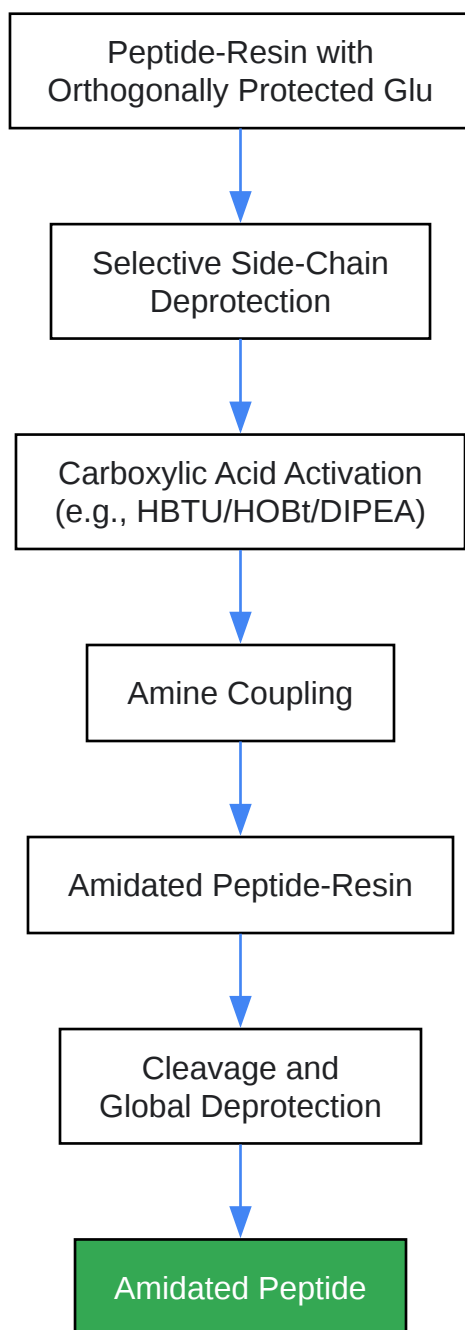 Peptide-Resin with
Orthogonally Protected Glu
Selective Side-Chain
Deprotection
Carboxylic Acid Activation
(e.g., HBTU/HOBt/DIPEA)
Amine Coupling
Amidated Peptide-Resin
Cleavage and
Global Deprotection
Amidated Peptide